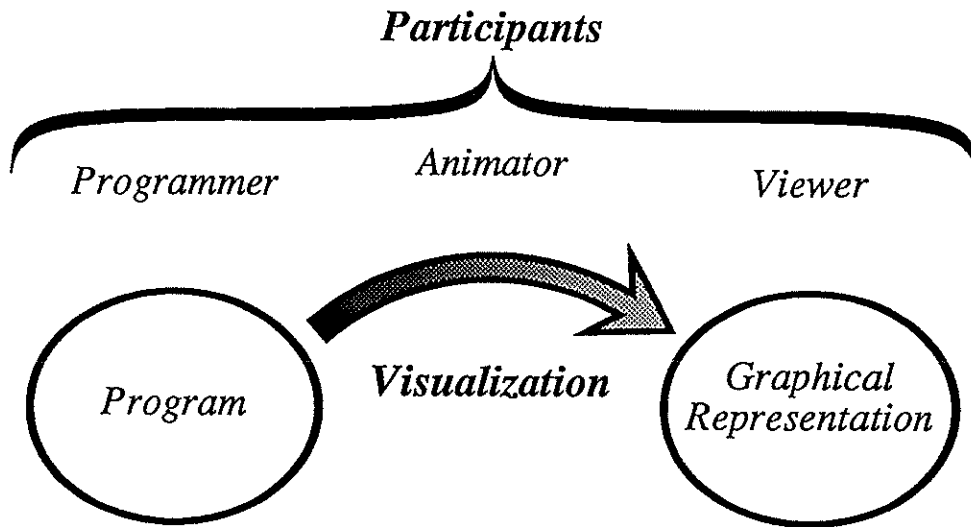 Participants
Programmer
Animator
Viewer
Program
Visualization
Graphical
Representation